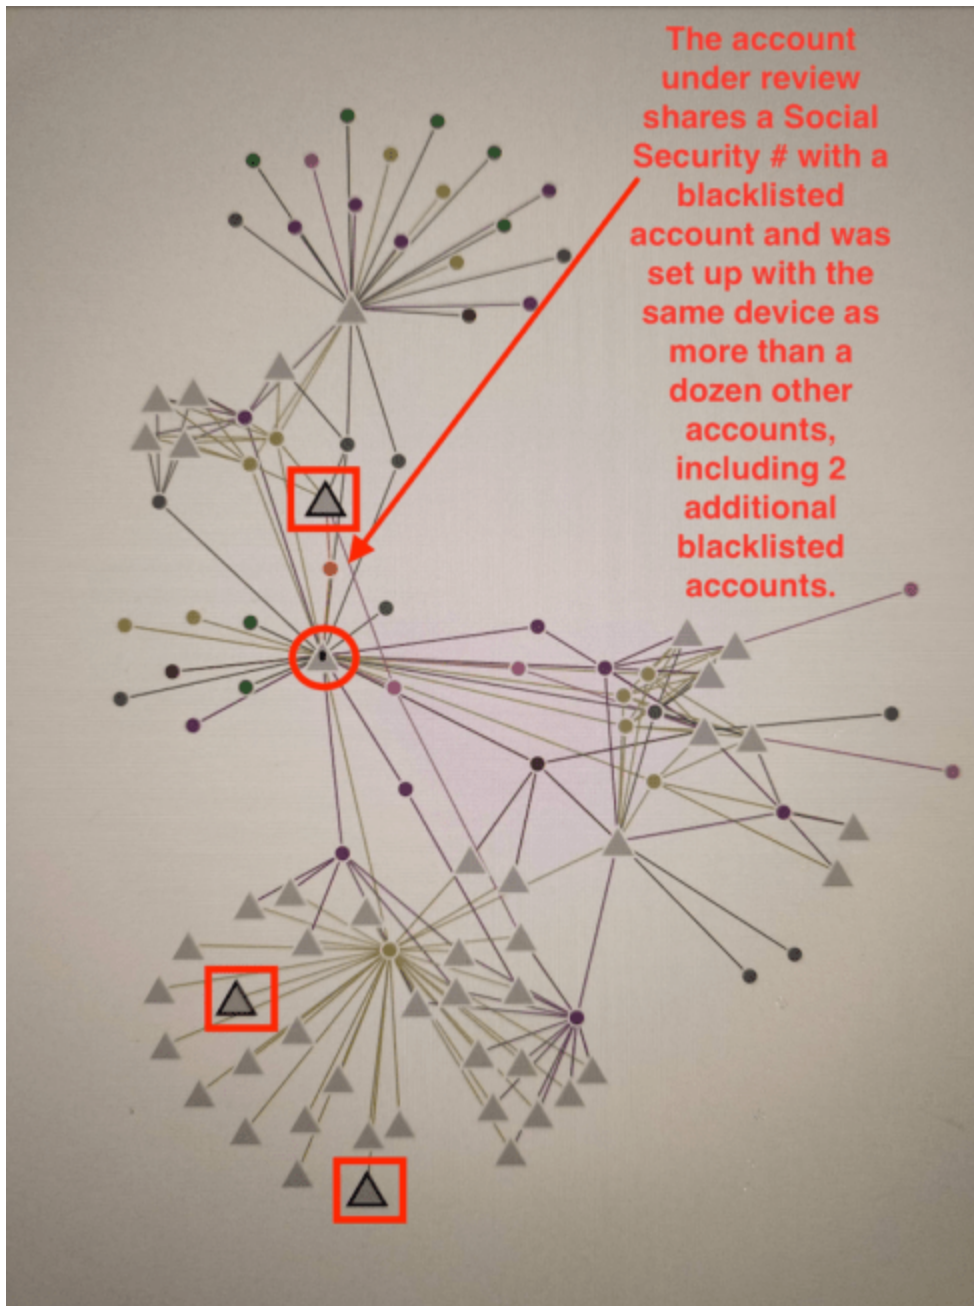 The account
under review
shares a Social
Security # with a
blacklisted
account and was
set up with the
same device as
more than a
dozen other
accounts,
including 2
additional
blacklisted
accounts.